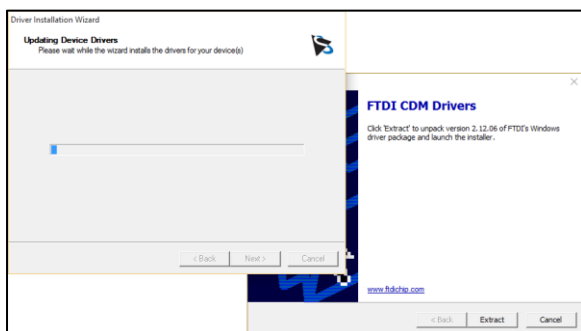 Driver Installation Wizard
Updating Device Drivers
Please wait while the wizard installs the drivers for your device(s)
< Back
Next >
Cancel
FTDI CDM Drivers
Click 'Extract' to unpack version 2.12.06 of FTDI's Windows
driver package and launch the installer.
www.ftdichip.com
< Back
Extract
Cancel